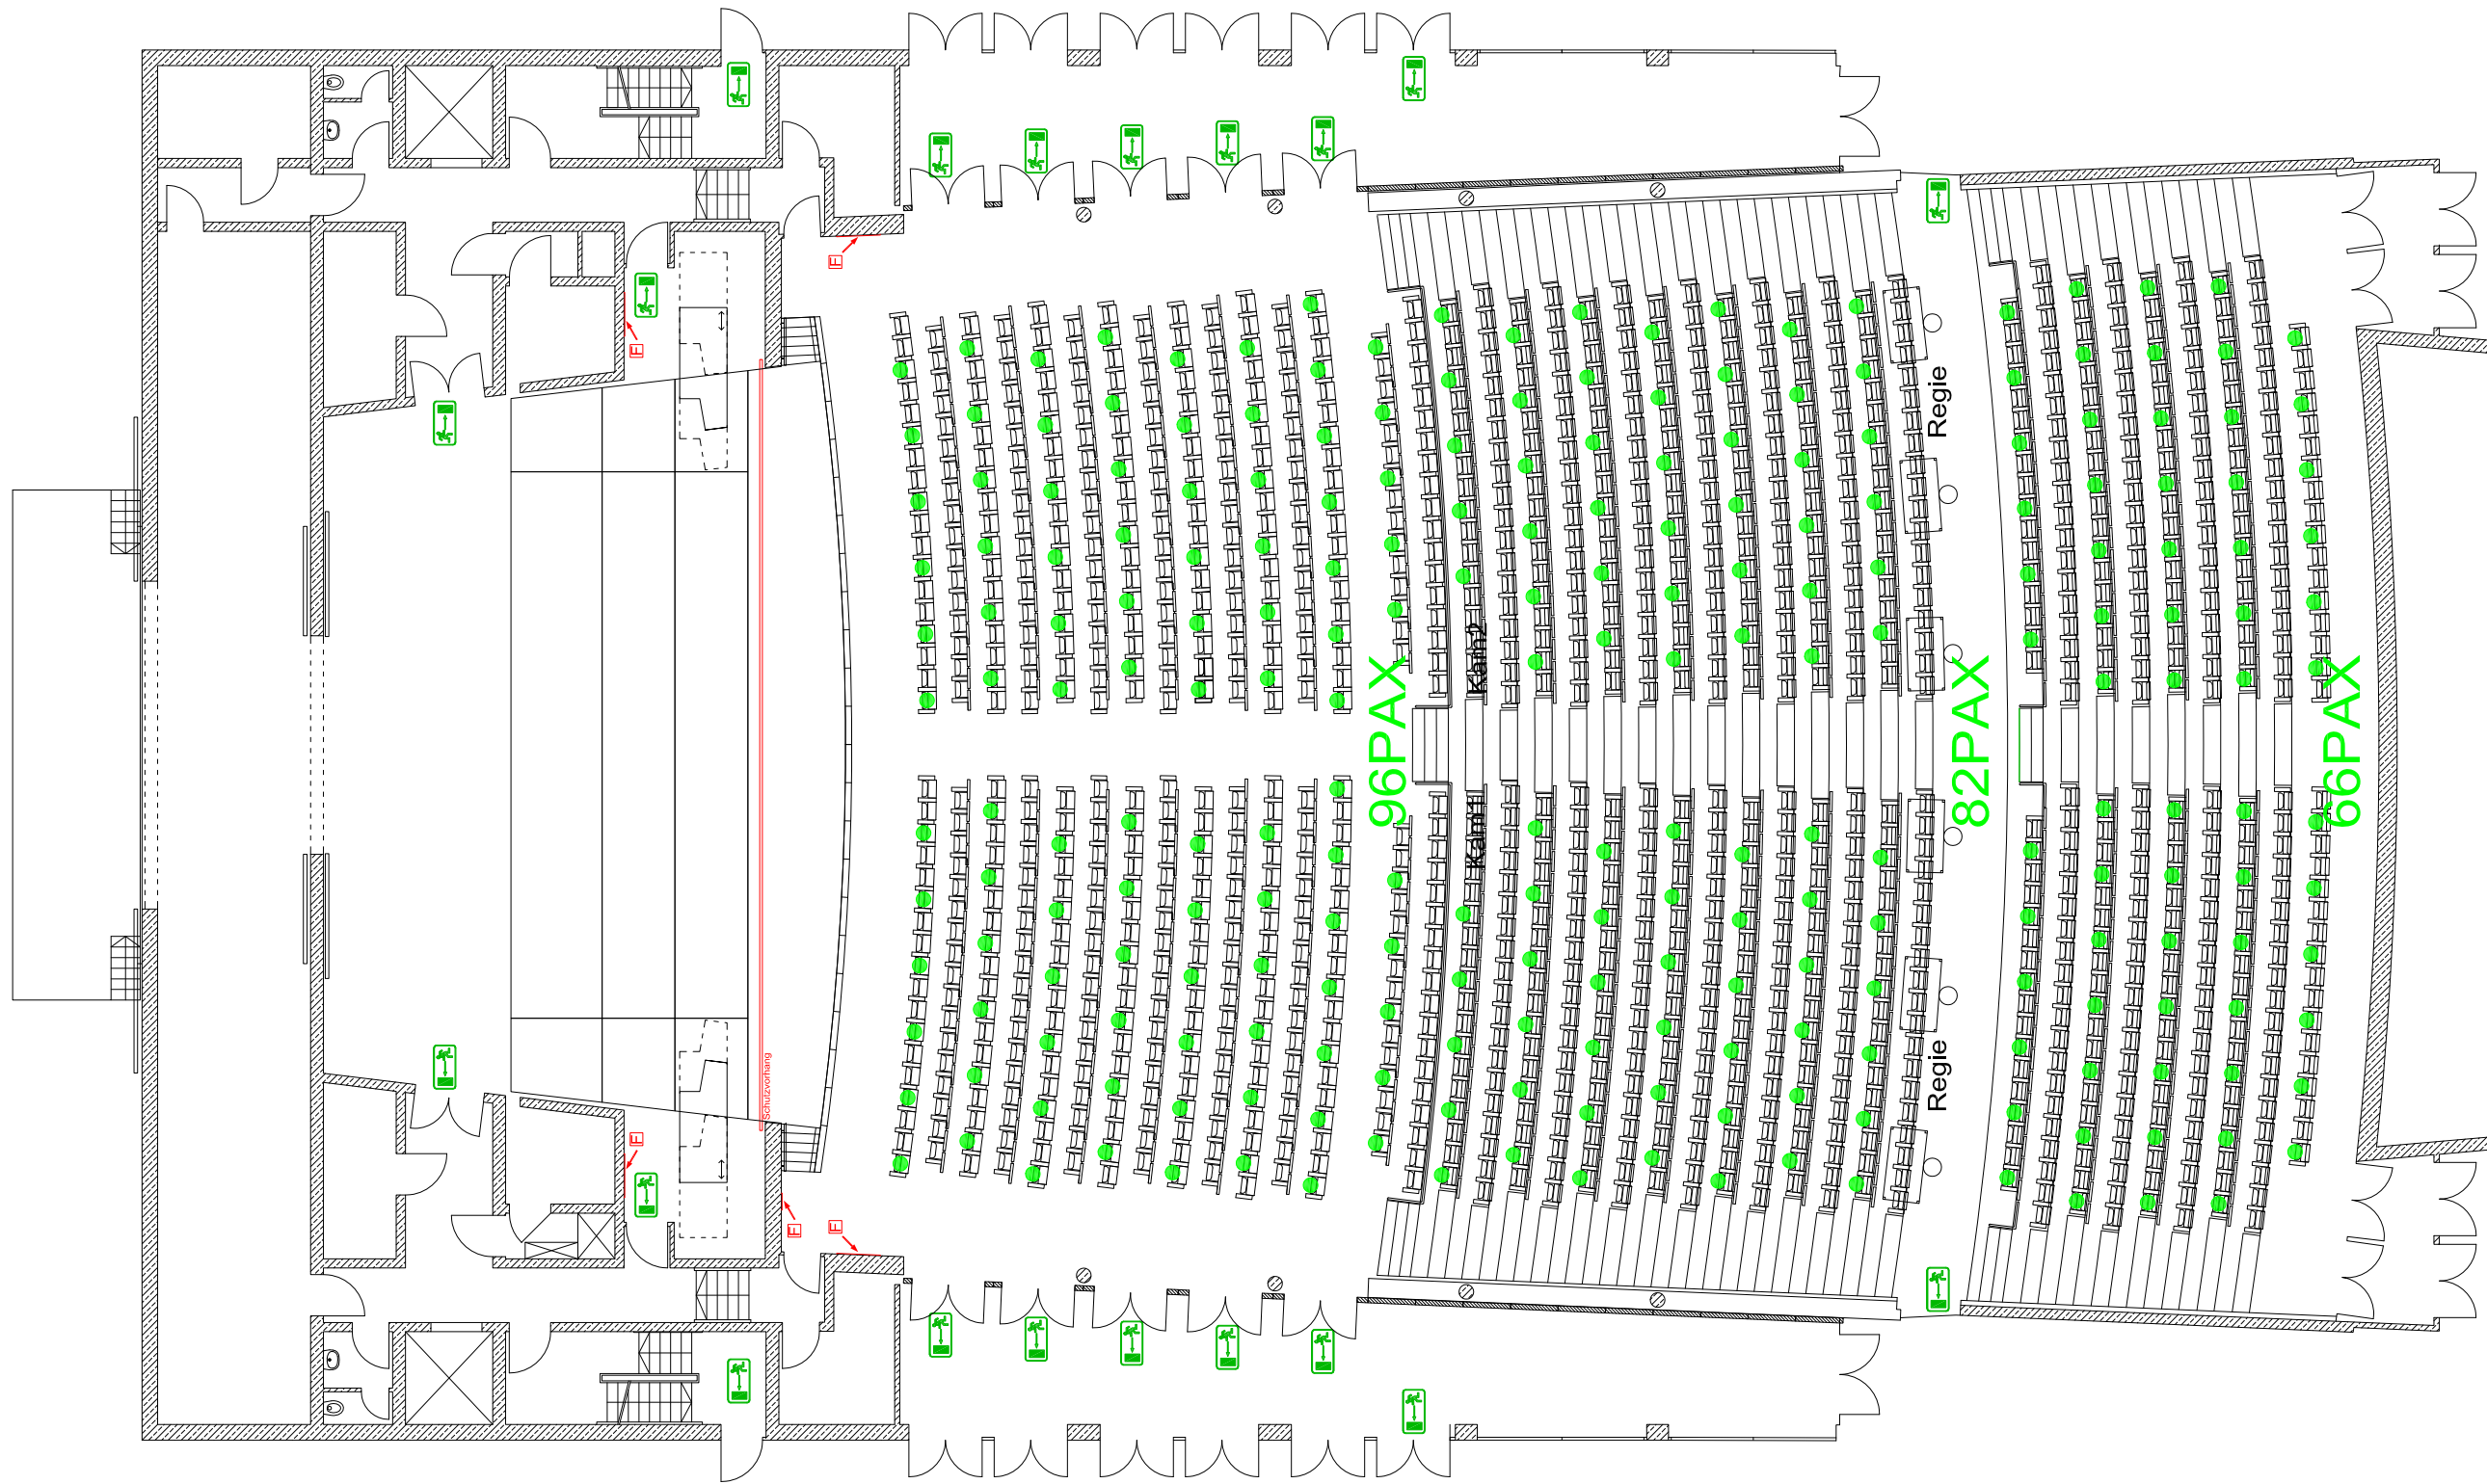 F
F
Schutzvorhang
F
F
F
96PAX
Kam2
Kam1
Regie
Regie
82PAX
66PAX